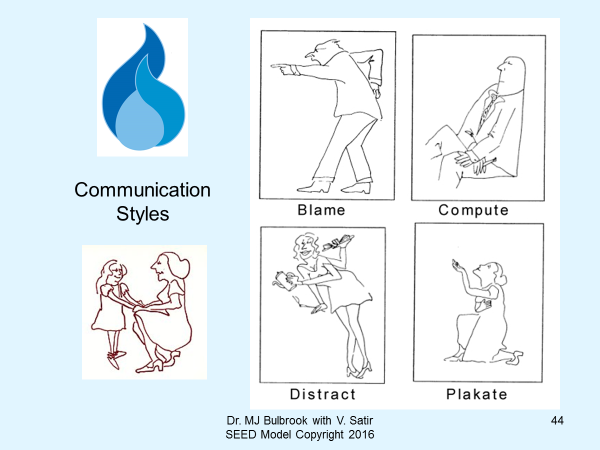 Communication
Styles
Blame
Compute
Distract
Plakate
Dr. MJ Bulbrook with V. Satir
SEED Model Copyright 2016
44